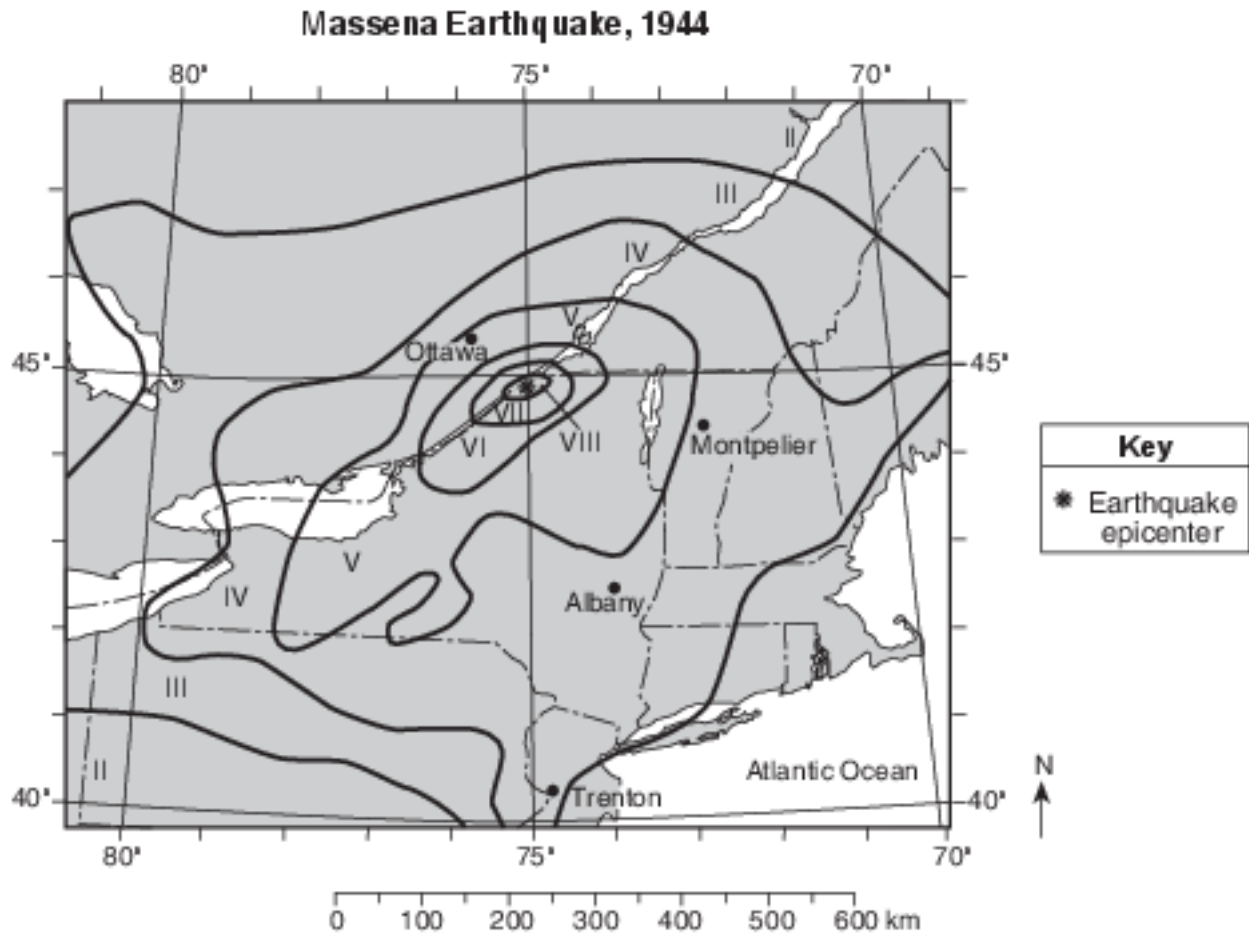 Massena Earthquake, 1944
80° 75° 70°
II
III
IV
V
Ottawa
45° 45°
VIII
VI VIII
Montpelier
V
IV
Albany
III
II
Atlantic Ocean
40° Trenton 40°
80° 75° 70°
0 100 200 300 400 500 600 km
Key
Earthquake
epicenter
N